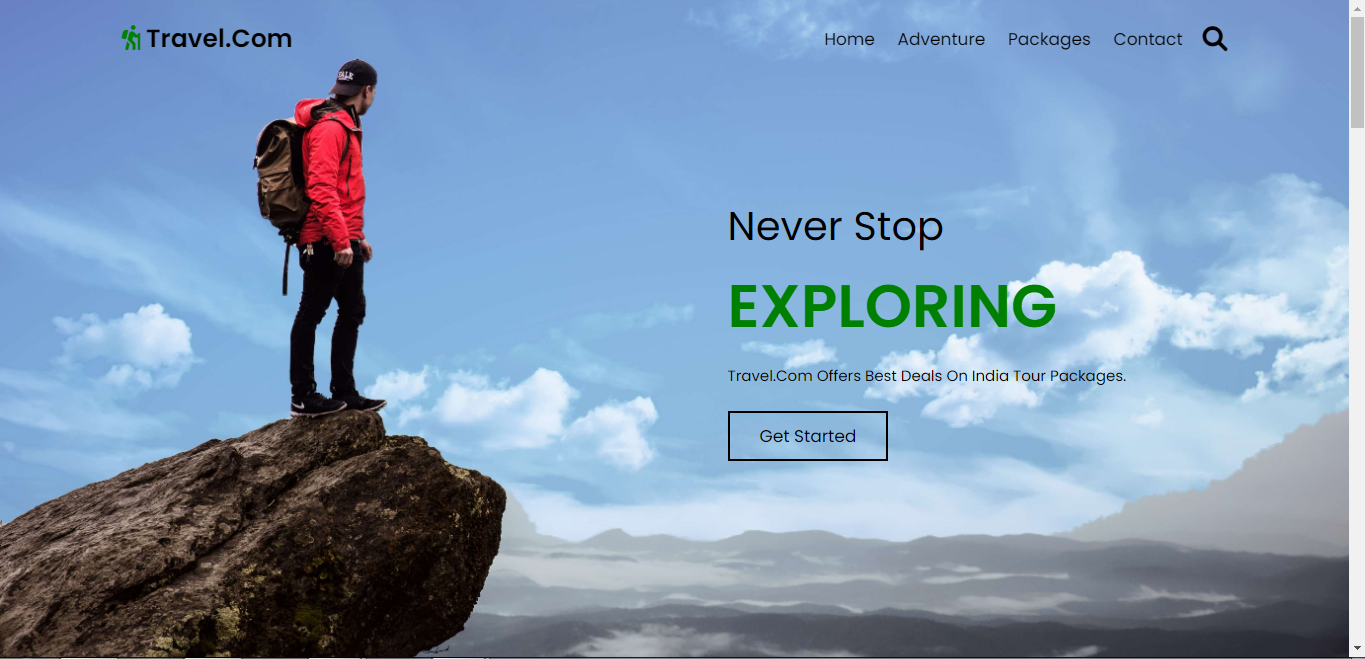 Travel.Com
Home Adventure Packages Contact
Never Stop
EXPLORING
Travel.Com Offers Best Deals On India Tour Packages.
Get Started